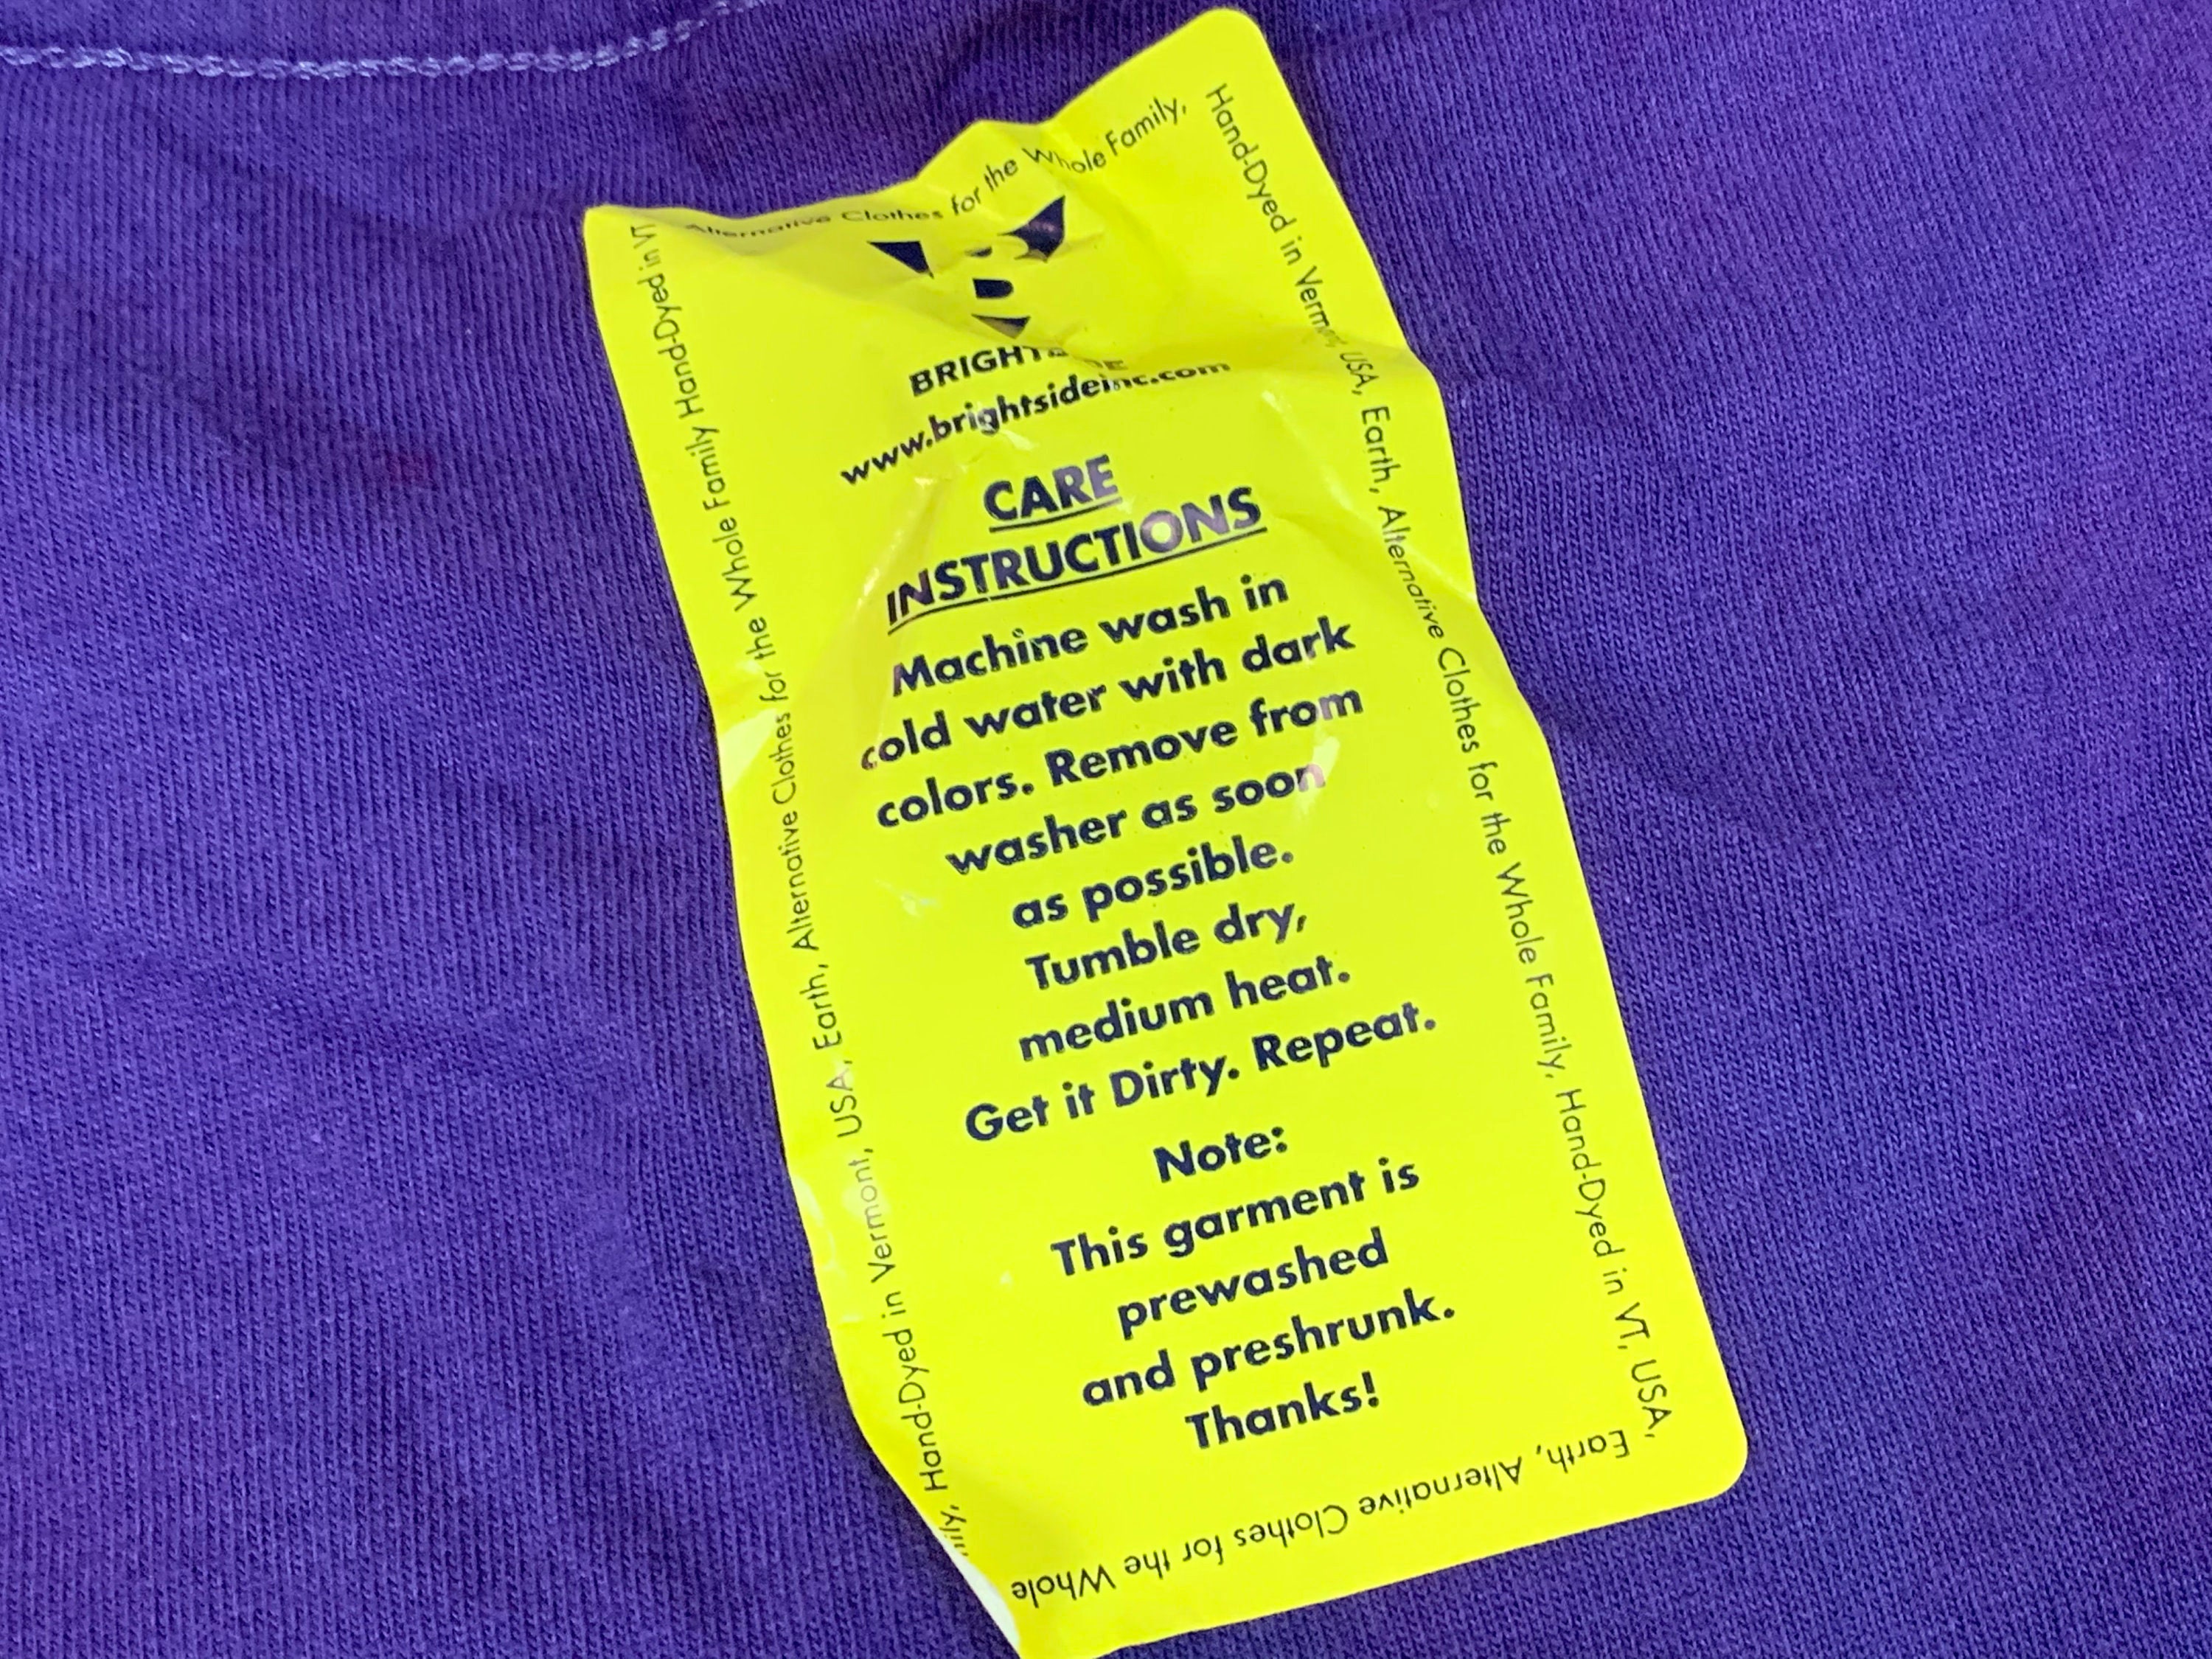 Alternative Clothes for the Whole Family,
Hand-Dyed in USA, Earth, Alternative Clothes for the Whole Family, Hand-Dyed in VT, USA,
Earth, Alternative Clothes for the Whole
Hand-Dyed in Vermont, USA, Earth, Alternative Clothes for the Whole Family Hand-Dyed in VT
www.brightsideinc.com
CARE
INSTRUCTIONS
Machine wash in
cold water with dark
colors. Remove from
washer as soon
as possible.
Tumble dry,
medium heat.
Get it Dirty. Repeat.
Note:
This garment is
prewashed
and preshrunk.
Thanks!